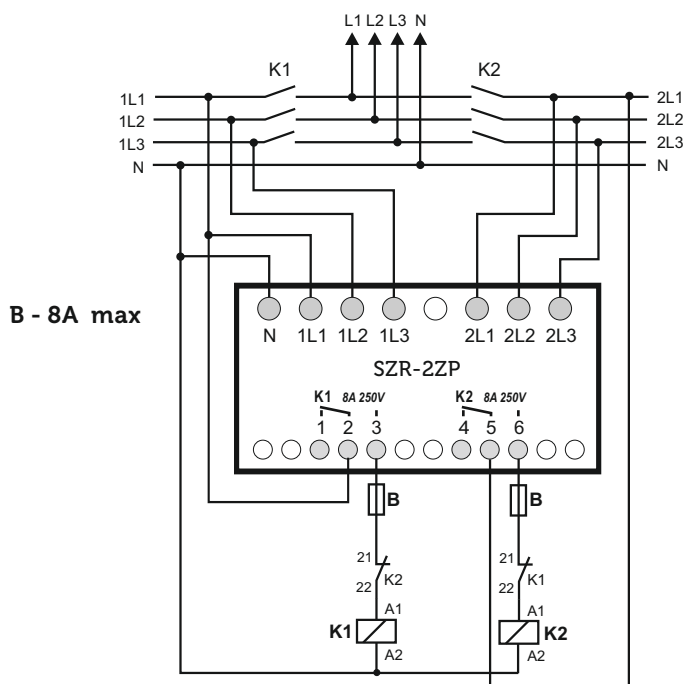 L1 L2 L3 N
K1 K2
1L1 2L1
1L2 2L2
1L3 2L3
N N
B - 8A max
N 1L1 1L2 1L3 2L1 2L2 2L3
SZR-2ZP
K1 8A 250V K2 8A 250V
1 2 3 4 5 6
B B
21 21
K2 K1
22 22
A1 A1
K1 K2
A2 A2